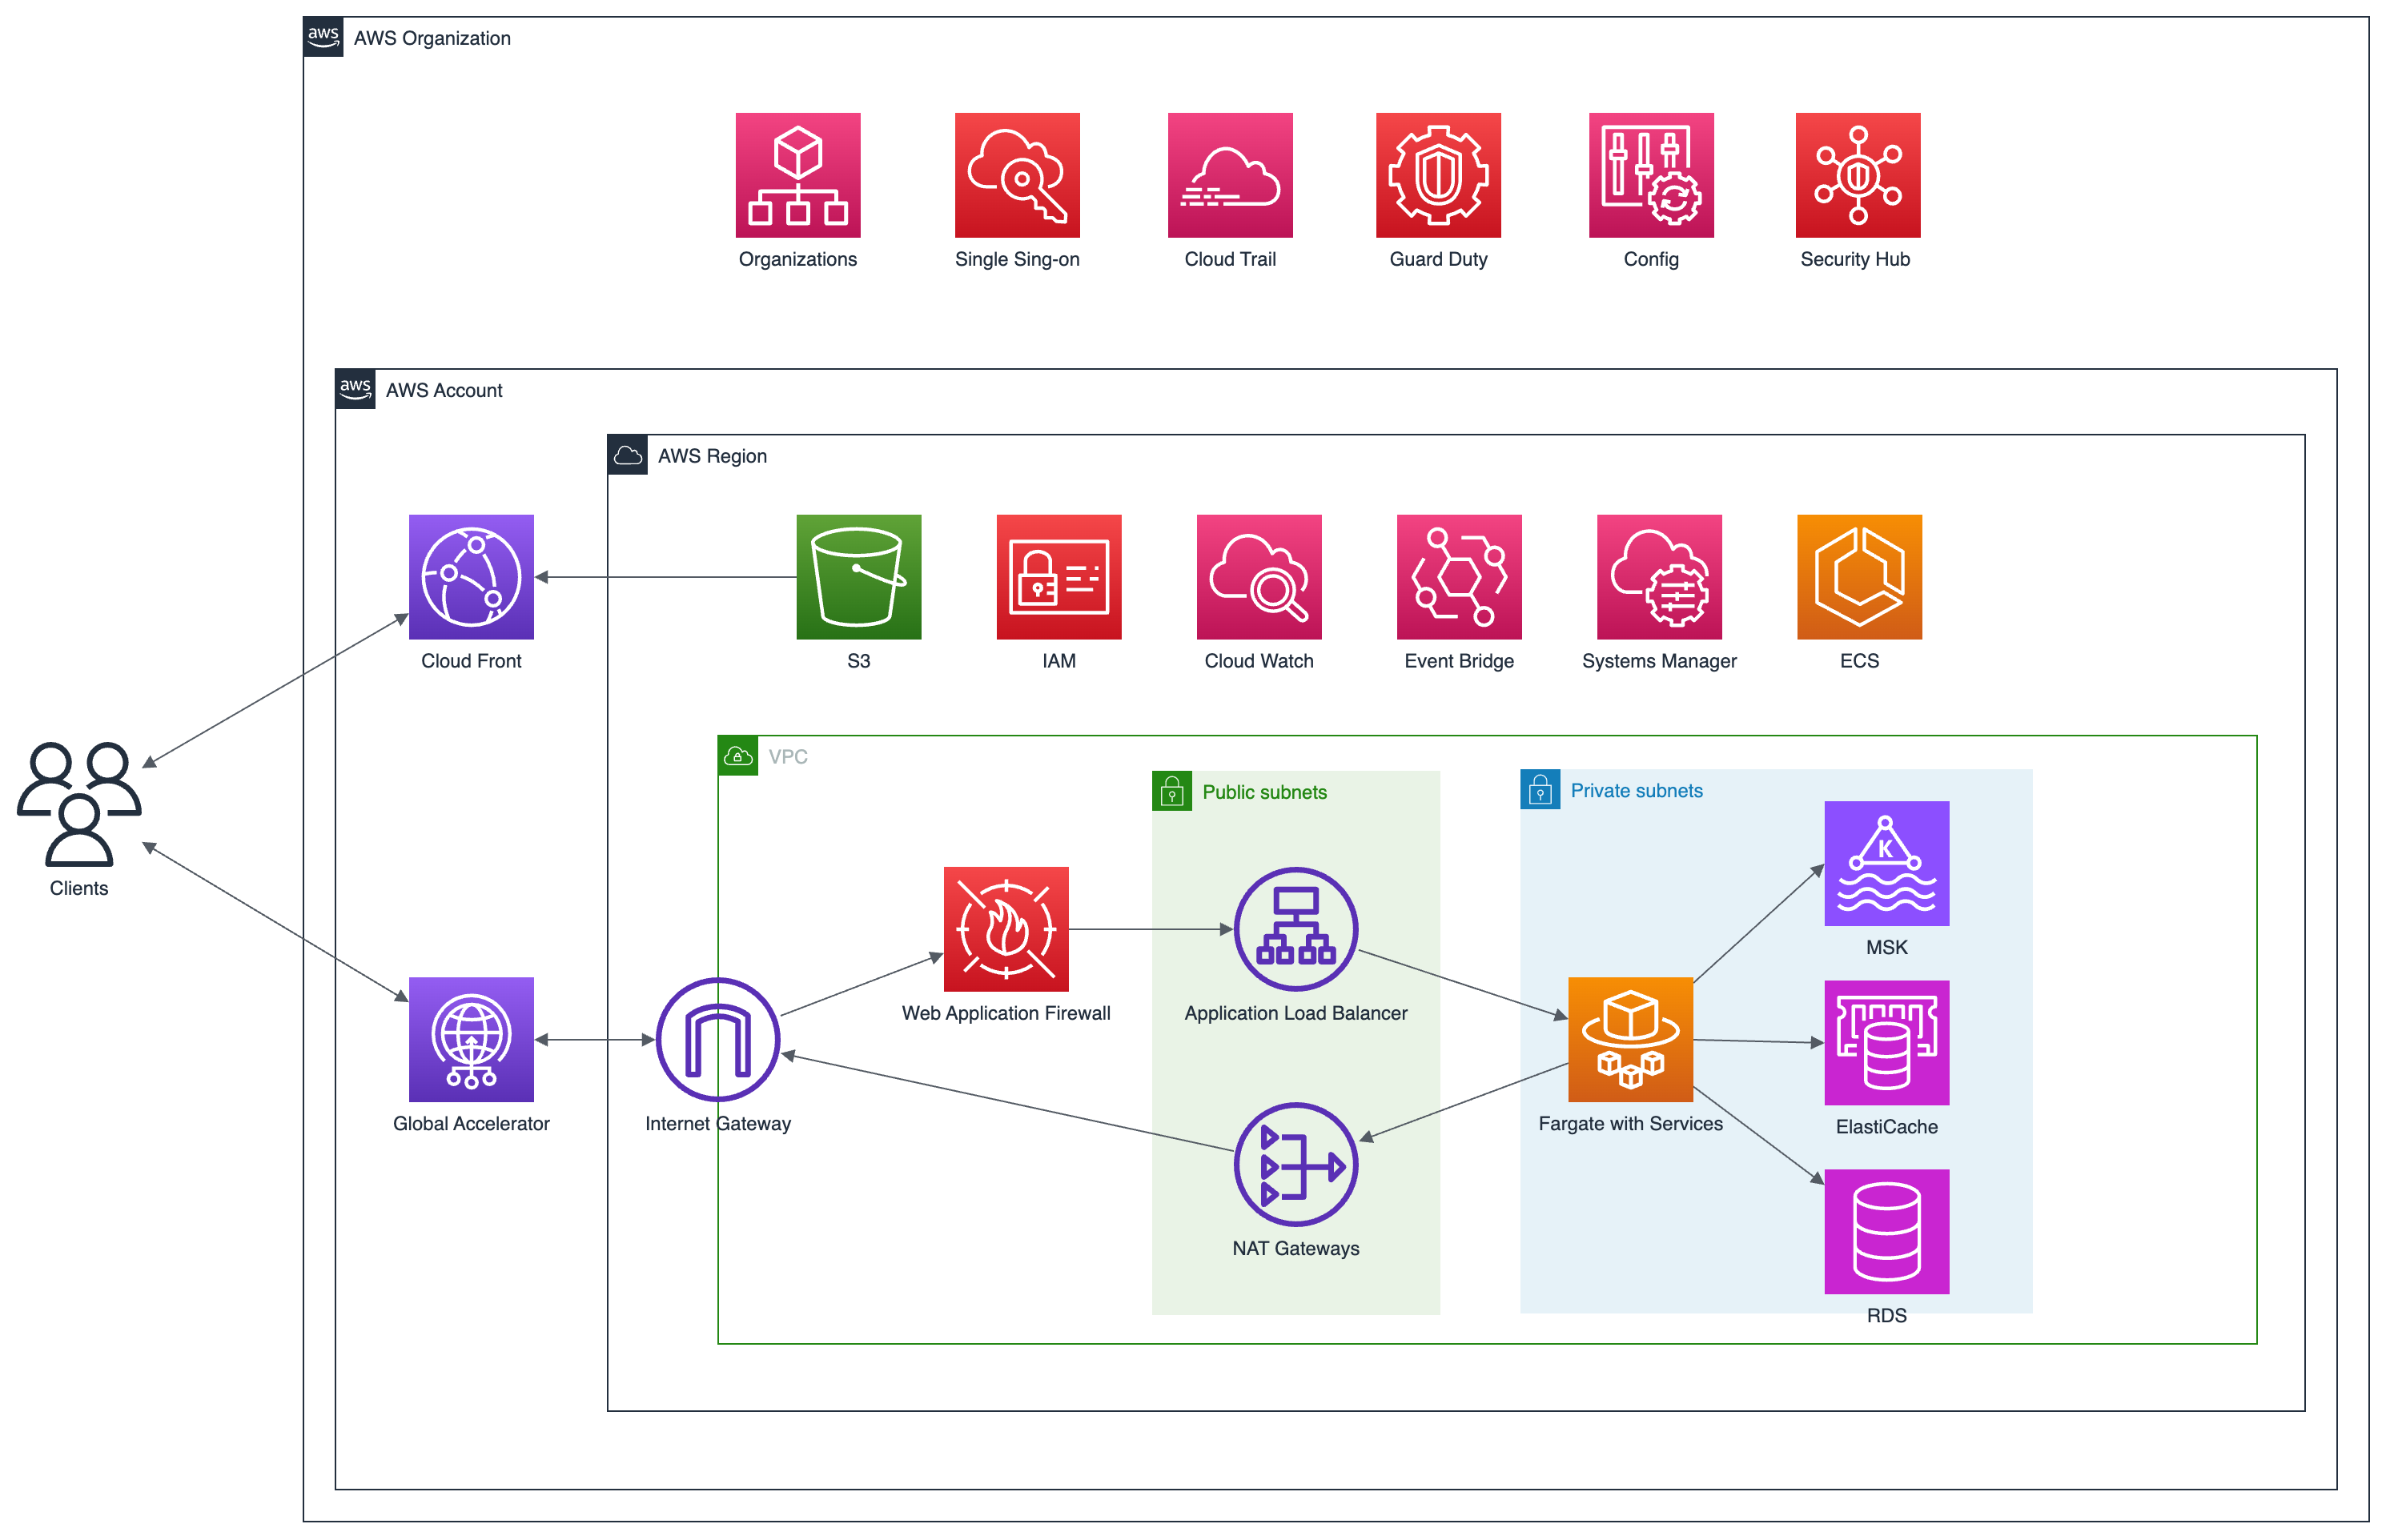 aws AWS Organization
Organizations
Single Sing-on
Cloud Trail
Guard Duty
Config
Security Hub
aws AWS Account
AWS Region
Cloud Front
S3
IAM
Cloud Watch
Event Bridge
Systems Manager
ECS
Clients
VPC
Public subnets
Private subnets
K
MSK
Web Application Firewall
Application Load Balancer
Global Accelerator
Internet Gateway
Fargate with Services
ElastiCache
NAT Gateways
RDS